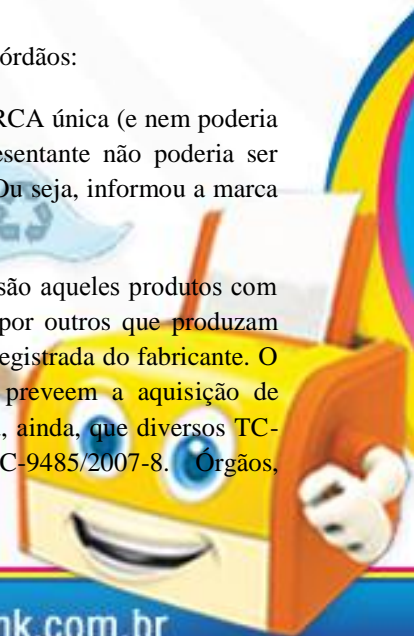 órdãos:
RCA única (e nem poderia
esentante não poderia ser
Ou seja, informou a marca
são aqueles produtos com
por outros que produzam
egistrada do fabricante. O
preveem a aquisição de
, ainda, que diversos TC-
C-9485/2007-8. Órgãos,
nk.com.br